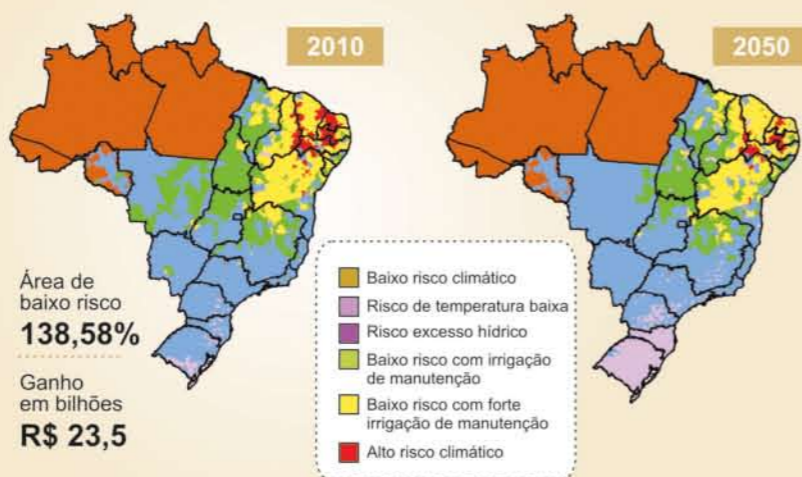 2010
2050
Área de
baixo risco
138,58%
Ganho
em bilhões
R$ 23,5
Baixo risco climático
Risco de temperatura baixa
Risco excesso hídrico
Baixo risco com irrigação
de manutenção
Baixo risco com forte
irrigação de manutenção
Alto risco climático